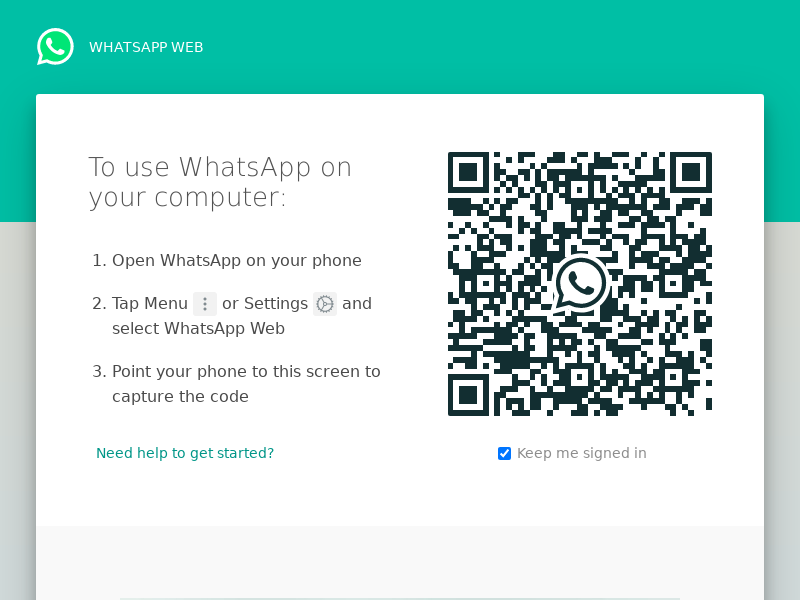 WHATSAPP WEB
To use WhatsApp on
your computer:
1. Open WhatsApp on your phone
2. Tap Menu or Settings and
select WhatsApp Web
3. Point your phone to this screen to
capture the code
Need help to get started?
Keep me signed in